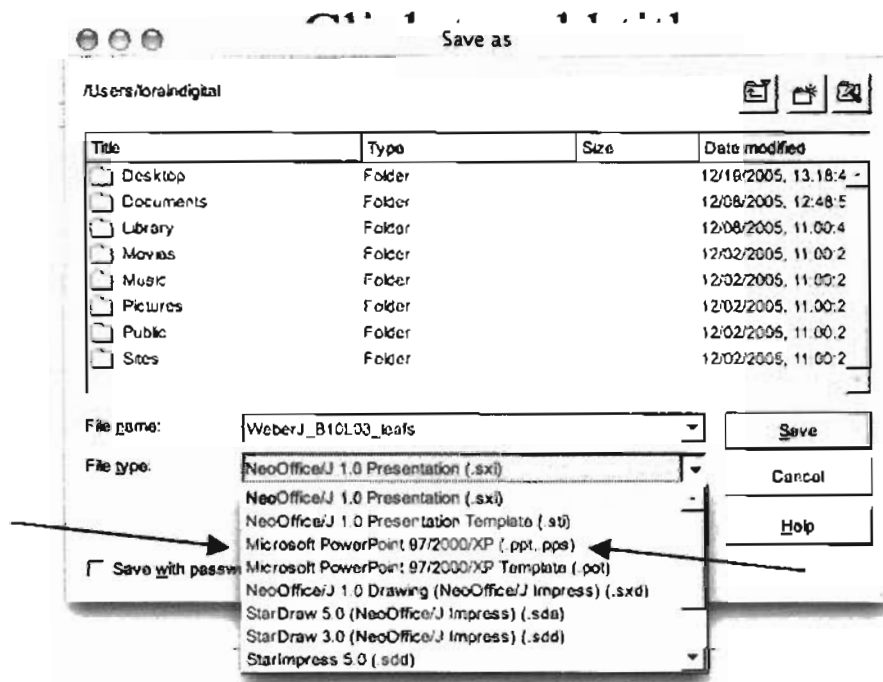 Save as
/Users/loraindigital
Title Type Size Date modified
Desktop Folder 12/19/2005, 13.18:4
Documents Folder 12/08/2005, 12:48:5
Library Folder 12/08/2005, 11.00:4
Movies Folder 12/02/2005, 11 00:2
Music Folder 12/02/2005, 11 00:2
Pictures Folder 12/02/2005, 11.00:2
Public Folder 12/02/2005, 11 00.2
Sites Folder 12/02/2005, 11 00:2
File name: WeberJ_B10L03_leafs Save
File type: NeoOffice/J 1.0 Presentation (.sxi) Cancel
NeoOffice/J 1.0 Presentation (.sxi)
NeoOffice/J 1.0 Presentation Template (.sti)
Help
Microsoft PowerPoint 97/2000/XP (.ppt, pps)
Save with passw Microsoft PowerPoint 97/2000/XP Template (.pot)
NeoOffice/J 1.0 Drawing (NeoOffice/J Impress) (.sxd)
StarDraw 5.0 (NeoOffice/J Impress) (.sda)
StarDraw 3.0 (NeoOffice/J Impress) (.sdd)
StarImpress 5.0 (.sdd)